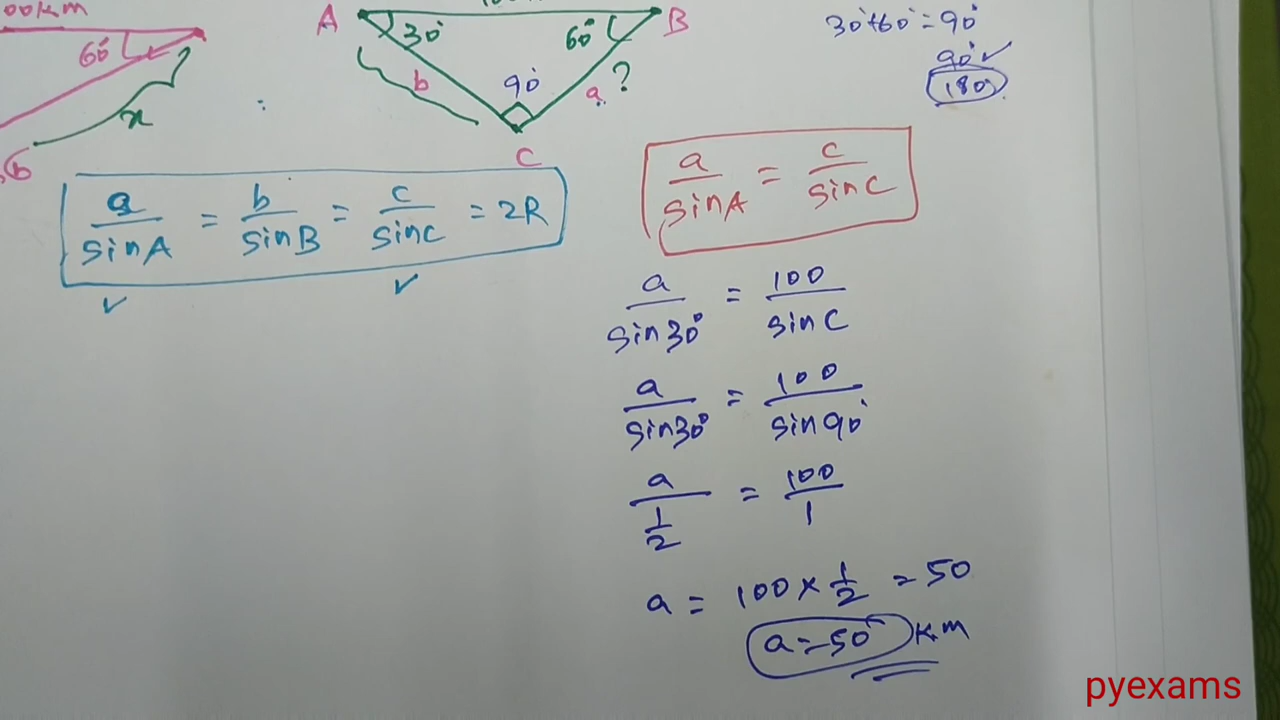 00km
60°
x
A
30°
60°
B
b
90°
a
?
C
30°+60° = 90°
90° ✓
180
a/sinA = b/sinB = c/sinC = 2R
✓ ✓
a/sinA = c/sinC
a/sin30° = 100/sinC
a/sin30° = 100/sin90°
a/½ = 100/1
a = 100 × ½ = 50
a = 50 km
pyexams